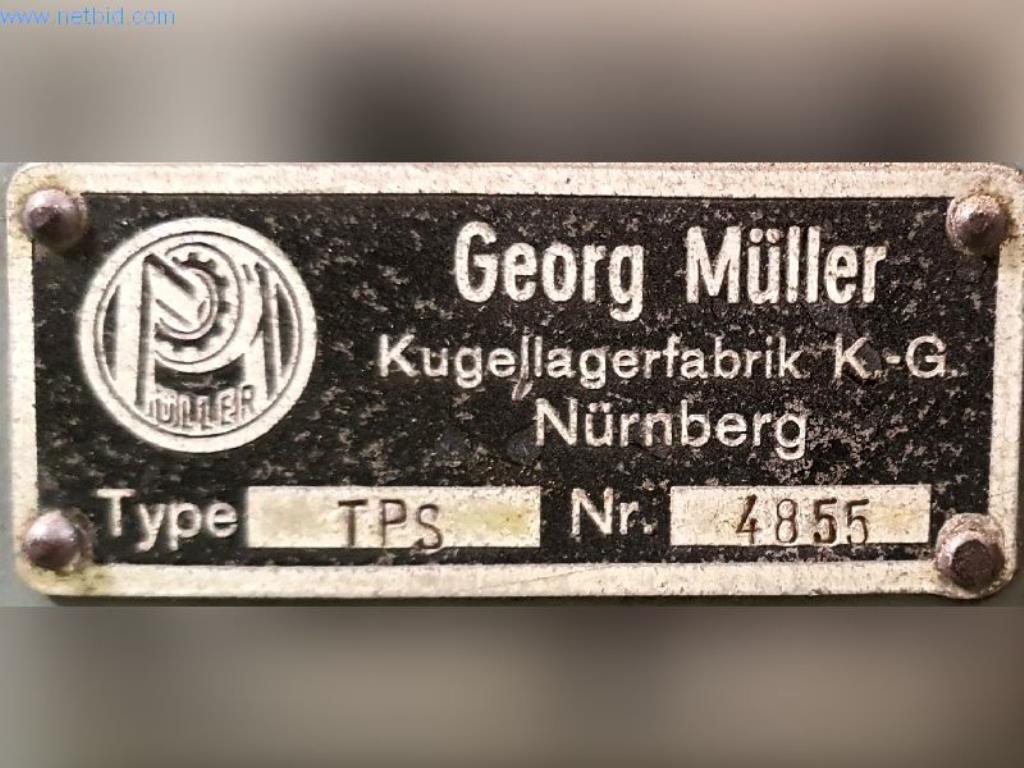 www.netbid.com
Georg Müller
Kugellagerfabrik K.-G.
Nürnberg
MÜLLER
Type TPS Nr. 4855